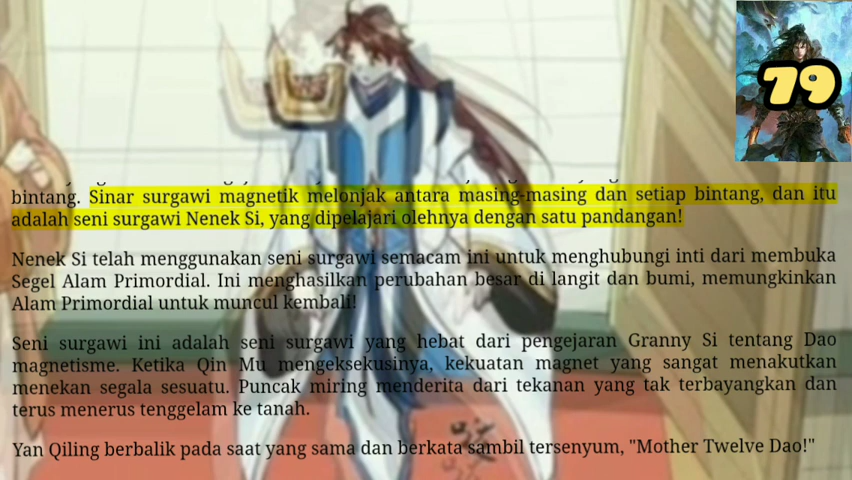 79
bintang. Sinar surgawi magnetik melonjak antara masing-masing dan setiap bintang, dan itu
adalah seni surgawi Nenek Si, yang dipelajari olehnya dengan satu pandangan!
Nenek Si telah menggunakan seni surgawi semacam ini untuk menghubungi inti dari membuka
Segel Alam Primordial. Ini menghasilkan perubahan besar di langit dan bumi, memungkinkan
Alam Primordial untuk muncul kembali!
Seni surgawi ini adalah seni surgawi yang hebat dari pengejaran Granny Si tentang Dao
magnetisme. Ketika Qin Mu mengeksekusinya, kekuatan magnet yang sangat menakutkan
menekan segala sesuatu. Puncak miring menderita dari tekanan yang tak terbayangkan dan
terus menerus tenggelam ke tanah.
Yan Qiling berbalik pada saat yang sama dan berkata sambil tersenyum, "Mother Twelve Dao!"